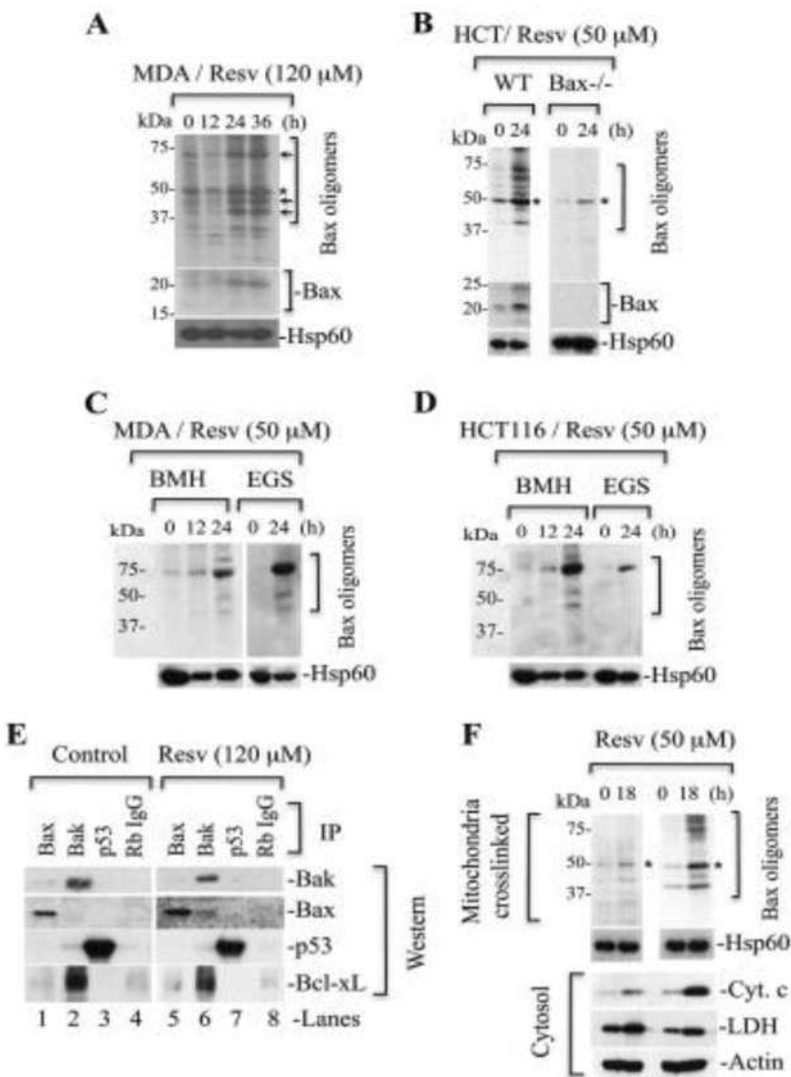 A
MDA / Resv (120 μM)
kDa 0 12 24 36 (h)
75-
50- *
37-
Bax oligomers
20-
-Bax
15-
-Hsp60
B
HCT/ Resv (50 μM)
WT Bax-/-
kDa 0 24 0 24 (h)
75-
50- * *
37-
Bax oligomers
25-
-Bax
20-
-Hsp60
C
MDA / Resv (50 μM)
BMH EGS
kDa 0 12 24 0 24 (h)
75-
50-
37-
Bax oligomers
-Hsp60
D
HCT116 / Resv (50 μM)
BMH EGS
kDa 0 12 24 0 24 (h)
75-
50-
37-
Bax oligomers
-Hsp60
E
Control Resv (120 μM)
Bax Bak p53 Rb IgG Bax Bak p53 Rb IgG IP
-Bak
-Bax
-p53
-Bcl-xL
Western
1 2 3 4 5 6 7 8 -Lanes
F
Resv (50 μM)
kDa 0 18 0 18 (h)
75-
50- * *
37-
Mitochondria
crosslinked
Bax oligomers
-Hsp60
-Cyt. c
-LDH
-Actin
Cytosol